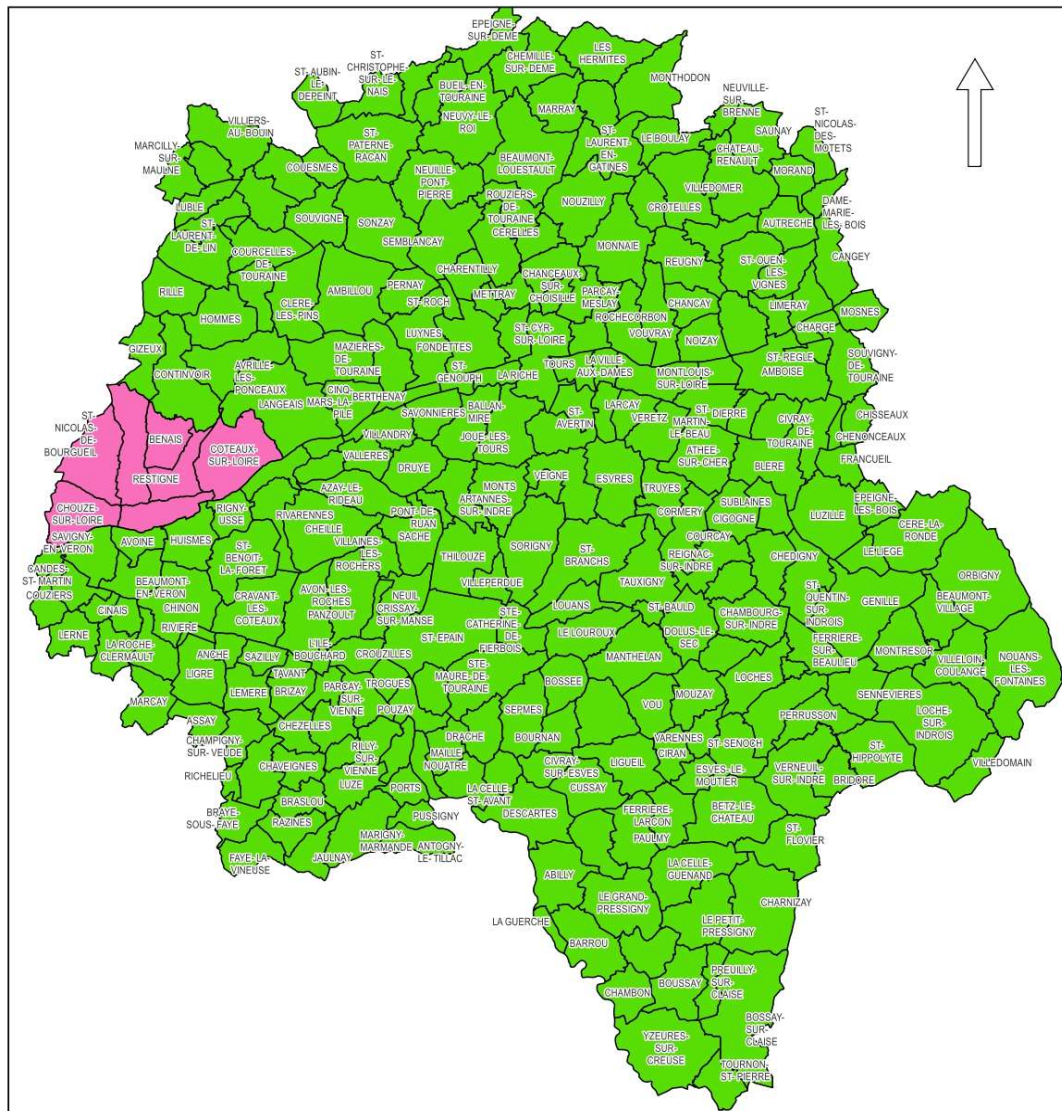 EPEIGNE-
SUR-DEME
CHEMILLE-
SUR-DEME
LES
HERMITES
ST-
CHRISTOPHE-
SUR-LE-
NAIS
ST-AUBIN-
LE-
DEPEINT
BUEIL-EN-
TOURAINE
MONTHODON
NEUVILLE-
SUR-
BRENNE
ST-
NICOLAS-
DES-
MOTETS
MARRAY
NEUVY-LE-
ROI
VILLIERS-
AU-BOUIN
ST-
PATERNE-
RACAN
ST-
LAURENT-
EN-
GATINES
LE BOULAY
SAUNAY
CHATEAU-
RENAULT
MARCILLY-
SUR-
MAULNE
COUESMES
NEUILLE-
PONT-
PIERRE
BEAUMONT-
LOUESTAULT
MORAND
VILLEDOMER
LUBLE
ST-
LAURENT-
DE-LIN
SOUVIGNE
SONZAY
ROUZIERS-
DE-
TOURAINE
CERELLES
NOUZILLY
CROTELLES
AUTRECHE
DAME-
MARIE-
LES-BOIS
SEMBLANCAY
MONNAIE
COURCELLES-
DE-
TOURAINE
CHARENTILLY
REUGNY
ST-OUEN-
LES-
VIGNES
CANGEY
RILLE
AMBILLOU
PERNAY
METTRAY
CHANCEAUX-
SUR-
CHOISILLE
PARCAY-
MESLAY
CHANCAY
HOMMES
CLERE-
LES-PINS
ST-ROCH
ROCHECORBON
LIMERAY
MOSNES
VOUVRAY
NOIZAY
CHARGE
GIZEUX
LUYNES
FONDETTES
ST-CYR-
SUR-LOIRE
MAZIERES-
DE-
TOURAINE
CONTINVOIR
AVRILLE-
LES-
PONCEAUX
ST-
GENOUPH
LA RICHE
TOURS
LA VILLE-
AUX-DAMES
MONTLOUIS-
SUR-LOIRE
ST-REGLE
AMBOISE
SOUVIGNY-
DE-
TOURAINE
LANGEAIS
CINQ-
MARS-LA-
PILE
BERTHENAY
SAVONNIERES
BALLAN-
MIRE
LARCAY
VERETZ
ST-
MARTIN-
LE-BEAU
DIERRE
CHISSEAUX
ST-
NICOLAS-
DE-
BOURGUEIL
BENAIS
COTEAUX-
SUR-LOIRE
VILLANDRY
JOUE-LES-
TOURS
ST-
AVERTIN
CIVRAY-
DE-
TOURAINE
CHENONCEAUX
FRANCUEIL
VALLERES
DRUYE
ATHEE-
SUR-CHER
BLERE
RESTIGNE
VEIGNE
ESVRES
AZAY-LE-
RIDEAU
MONTS
ARTANNES-
SUR-INDRE
TRUYES
CORMERY
SUBLAINES
CIGOGNE
LUZILLE
EPEIGNE-
LES-BOIS
CHOUZE-
SUR-LOIRE
RIGNY-
USSE
RIVARENNES
CHEILLE
PONT-DE-
RUAN
SACHE
CERE-LA-
RONDE
SAVIGNY-
EN-VERON
AVOINE
HUISMES
VILLAINES-
LES-
ROCHERS
THILOUZE
SORIGNY
ST-
BRANCHS
COURCAY
REIGNAC-
SUR-INDRE
CHEDIGNY
LE LIEGE
ORBIGNY
CANDES-
ST-MARTIN
COUZIERS
ST-
BENOIT-
LA-FORET
TAUXIGNY
BEAUMONT-
EN-VERON
CHINON
AVON-LES-
ROCHES
PANZOULT
NEUIL
CRISSAY-
SUR-MANSE
VILLEPERDUE
ST-
QUENTIN-
SUR-
INDROIS
GENILLE
BEAUMONT-
VILLAGE
CINAIS
CRAVANT-
LES-
COTEAUX
STE-
CATHERINE-
DE-
FIERBOIS
LOUANS
ST-BAULD
CHAMBOURG-
SUR-INDRE
LERNE
LA ROCHE-
CLERMAULT
RIVIERE
ST-EPAIN
LE LOUROUX
DOLUS-LE-
SEC
FERRIERE-
SUR-
BEAULIEU
MONTRESOR
VILLELOIN-
COULANGE
NOUANS-
LES-
FONTAINES
ANCHE
SAZILLY
L'ILE-
BOUCHARD
CROUZILLES
MANTHELAN
LIGRE
TAVANT
STE-
MAURE-DE-
TOURAINE
BOSSEE
LOCHES
SENNEVIERES
MARCAY
LEMERE
BRIZAY
PARCAY-
SUR-
VIENNE
TROGUES
POUZAY
MOUZAY
VOU
LOCHE-
SUR-
INDROIS
ASSAY
CHEZELLES
SEPMES
PERRUSSON
CHAMPIGNY-
SUR-VEUDE
DRACHE
BOURNAN
VARENNES
CIRAN
ST-SENOCH
ST-
HIPPOLYTE
VILLEDOMAIN
RICHELIEU
CHAVEIGNES
RILLY-
SUR-
VIENNE
LUZE
MAILLE
NOUATRE
CIVRAY-
SUR-ESVES
CUSSAY
LIGUEIL
ESVES-LE-
MOUTIER
VERNEUIL-
SUR-INDRE
BRIDORE
BRASLOU
PORTS
LA CELLE-
ST-AVANT
DESCARTES
BRAYE-
SOUS-FAYE
RAZINES
PUSSIGNY
FERRIERE-
LARCON
PAULMY
BETZ-LE-
CHATEAU
ST-
FLOVIER
MARIGNY-
MARMANDE
ANTOGNY-
LE-TILLAC
FAYE-LA-
VINEUSE
JAULNAY
ABILLY
LA CELLE-
GUENAND
LE GRAND-
PRESSIGNY
CHARNIZAY
LA GUERCHE
LE PETIT-
PRESSIGNY
BARROU
PREUILLY-
SUR-
CLAISE
BOUSSAY
CHAMBON
BOSSAY-
SUR-
CLAISE
YZEURES-
SUR-
CREUSE
TOURNON-
ST-PIERRE